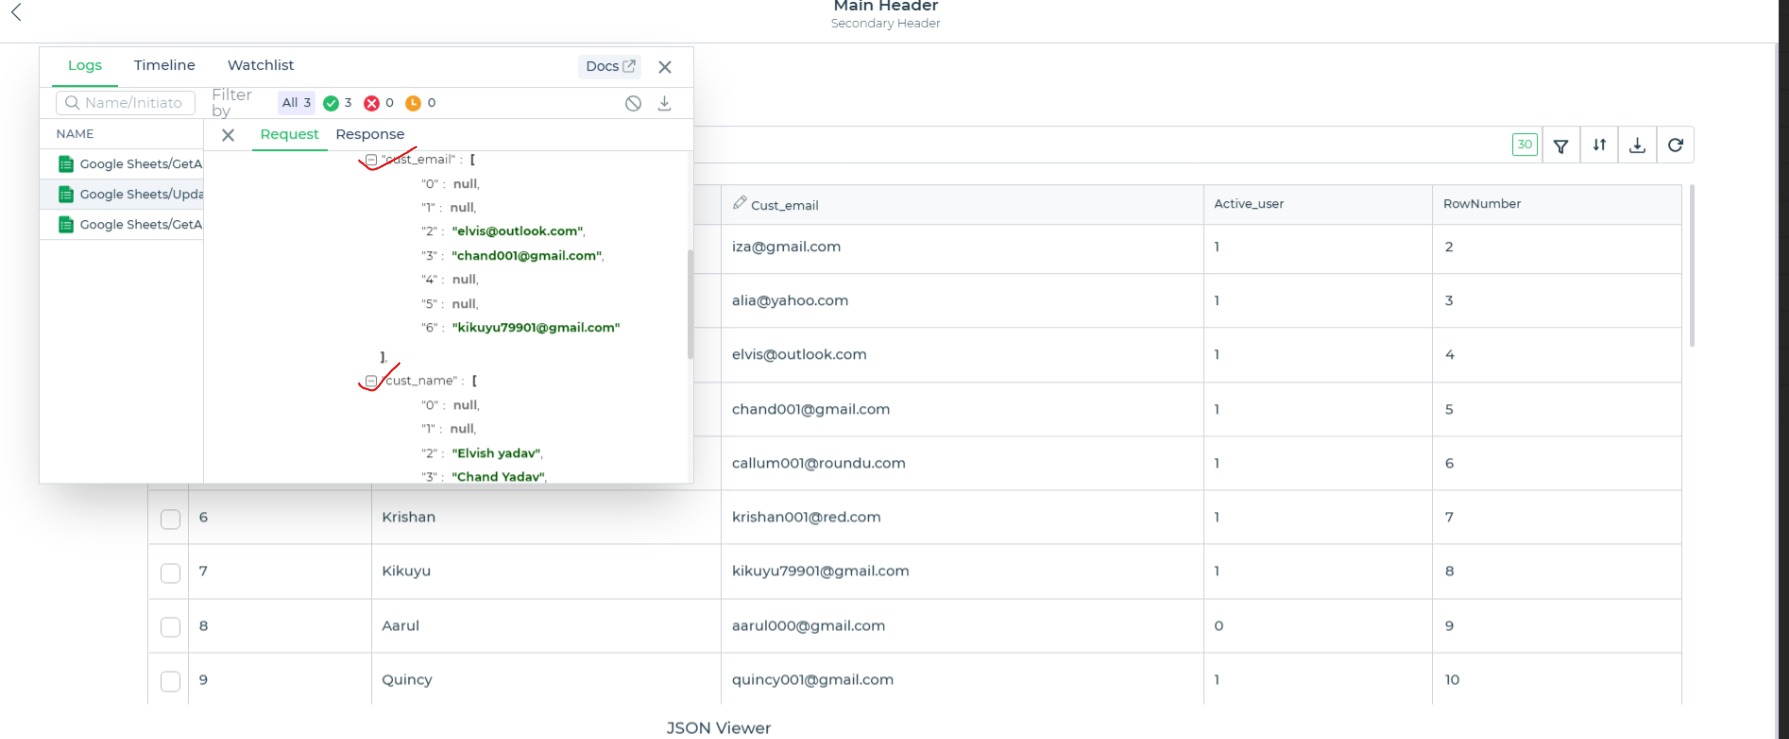 Main Header
Secondary Header
Logs Timeline Watchlist Docs
Name/Initiato Filter by All 3 3 0 0
NAME
Request Response
Google Sheets/GetA
Google Sheets/Upda
Google Sheets/GetA
"cust_email" : [
"0" : null,
"1" : null,
"2" : "elvis@outlook.com",
"3" : "chand001@gmail.com",
"4" : null,
"5" : null,
"6" : "kikuyu79901@gmail.com"
],
"cust_name" : [
"0" : null,
"1" : null,
"2" : "Elvish yadav",
"3" : "Chand Yadav",
30
Cust_email Active_user RowNumber
iza@gmail.com 1 2
alia@yahoo.com 1 3
elvis@outlook.com 1 4
chand001@gmail.com 1 5
callum001@roundu.com 1 6
6 Krishan krishan001@red.com 1 7
7 Kikuyu kikuyu79901@gmail.com 1 8
8 Aarul aarul000@gmail.com 0 9
9 Quincy quincy001@gmail.com 1 10
JSON Viewer